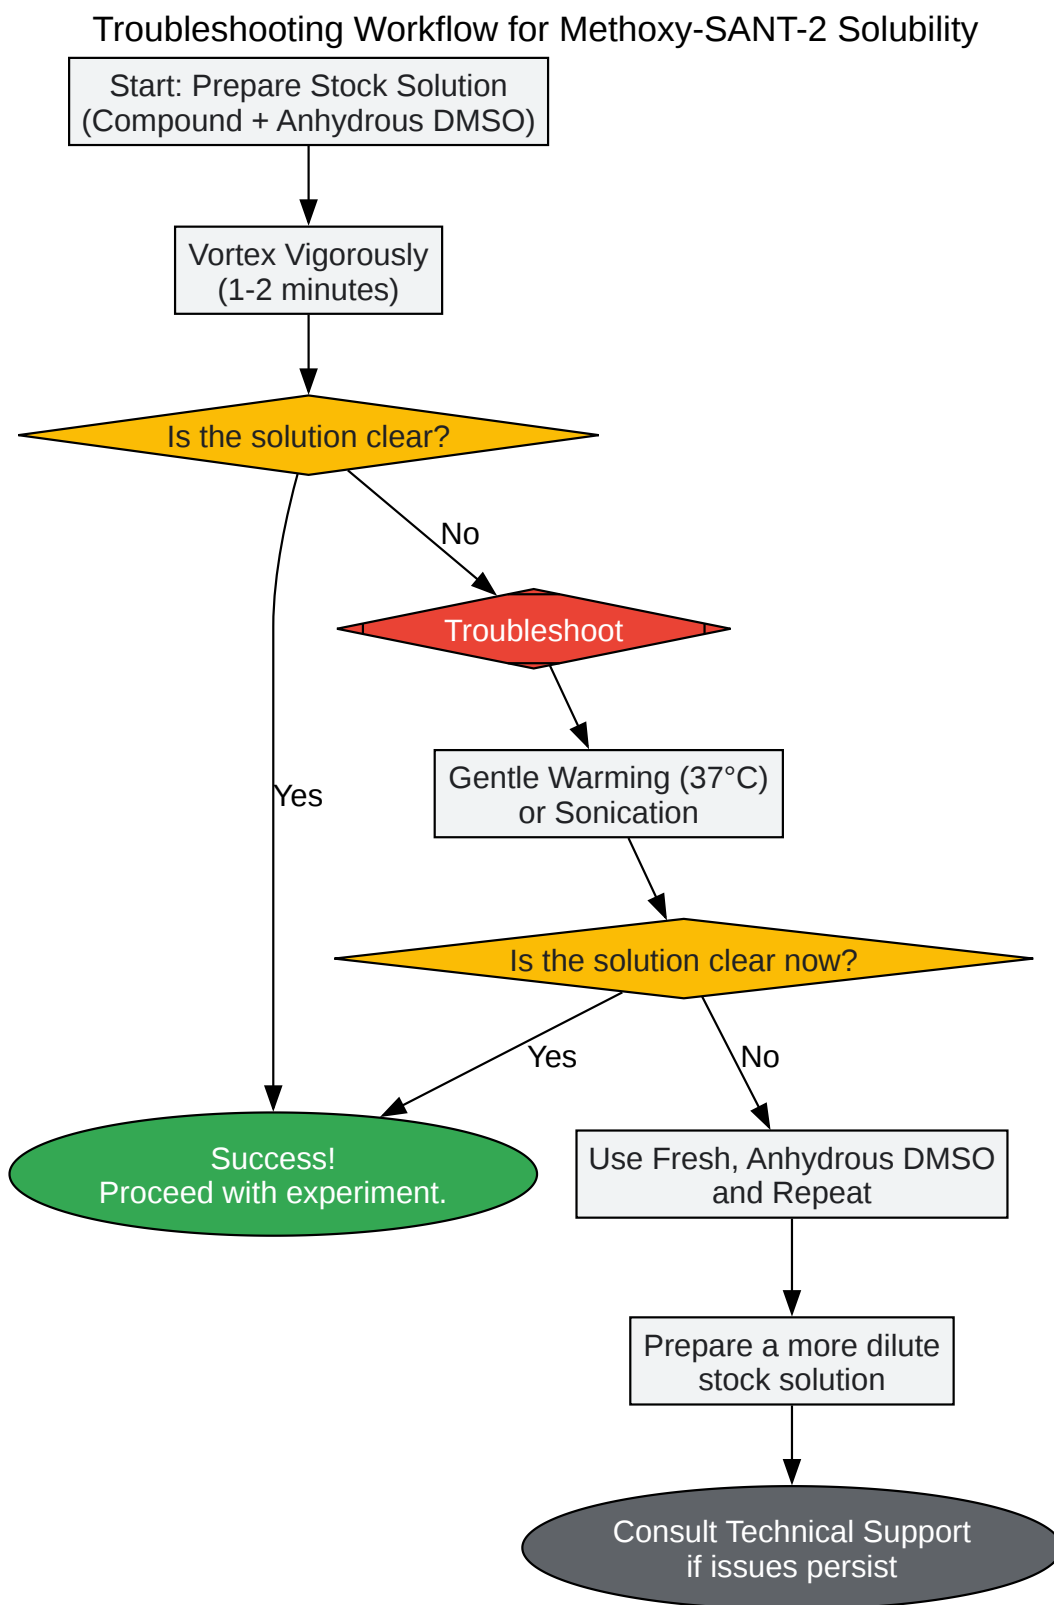 Troubleshooting Workflow for Methoxy-SANT-2 Solubility
Start: Prepare Stock Solution
(Compound + Anhydrous DMSO)
Vortex Vigorously
(1-2 minutes)
Is the solution clear?
No
Troubleshoot
Gentle Warming (37°C)
or Sonication
Yes
Is the solution clear now?
Yes
No
Success!
Proceed with experiment.
Use Fresh, Anhydrous DMSO
and Repeat
Prepare a more dilute
stock solution
Consult Technical Support
if issues persist